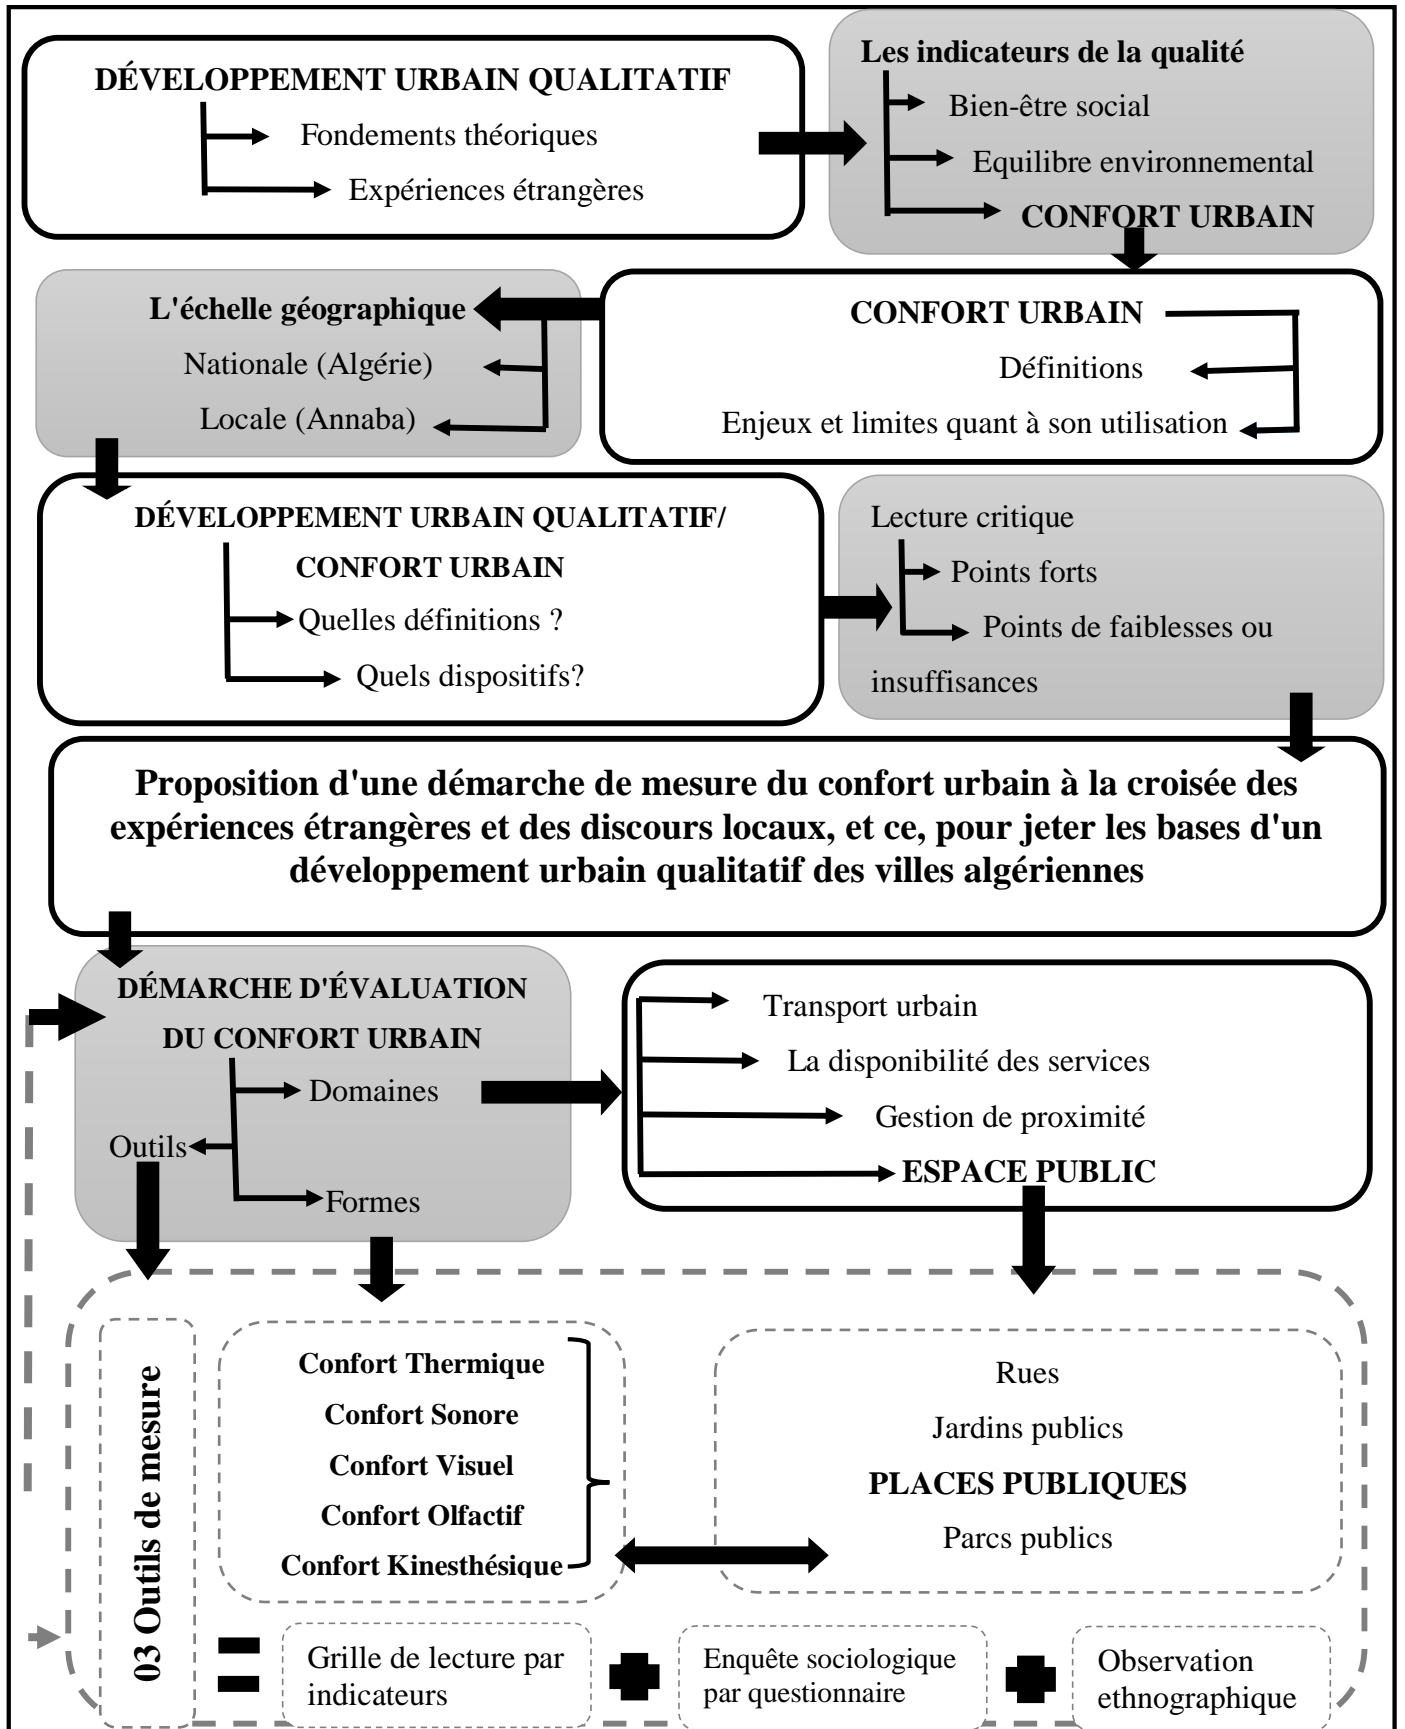 DÉVELOPPEMENT URBAIN QUALITATIF
Fondements théoriques
Expériences étrangères
Les indicateurs de la qualité
Bien-être social
Equilibre environnemental
CONFORT URBAIN
L'échelle géographique
Nationale (Algérie)
Locale (Annaba)
CONFORT URBAIN
Définitions
Enjeux et limites quant à son utilisation
DÉVELOPPEMENT URBAIN QUALITATIF/
CONFORT URBAIN
Quelles définitions ?
Quels dispositifs?
Lecture critique
Points forts
Points de faiblesses ou
insuffisances
Proposition d'une démarche de mesure du confort urbain à la croisée des
expériences étrangères et des discours locaux, et ce, pour jeter les bases d'un
développement urbain qualitatif des villes algériennes
DÉMARCHE D'ÉVALUATION
DU CONFORT URBAIN
Domaines
Outils
Formes
Transport urbain
La disponibilité des services
Gestion de proximité
ESPACE PUBLIC
03 Outils de mesure
Confort Thermique
Confort Sonore
Confort Visuel
Confort Olfactif
Confort Kinesthésique
Rues
Jardins publics
PLACES PUBLIQUES
Parcs publics
Grille de lecture par
indicateurs
Enquête sociologique
par questionnaire
Observation
ethnographique